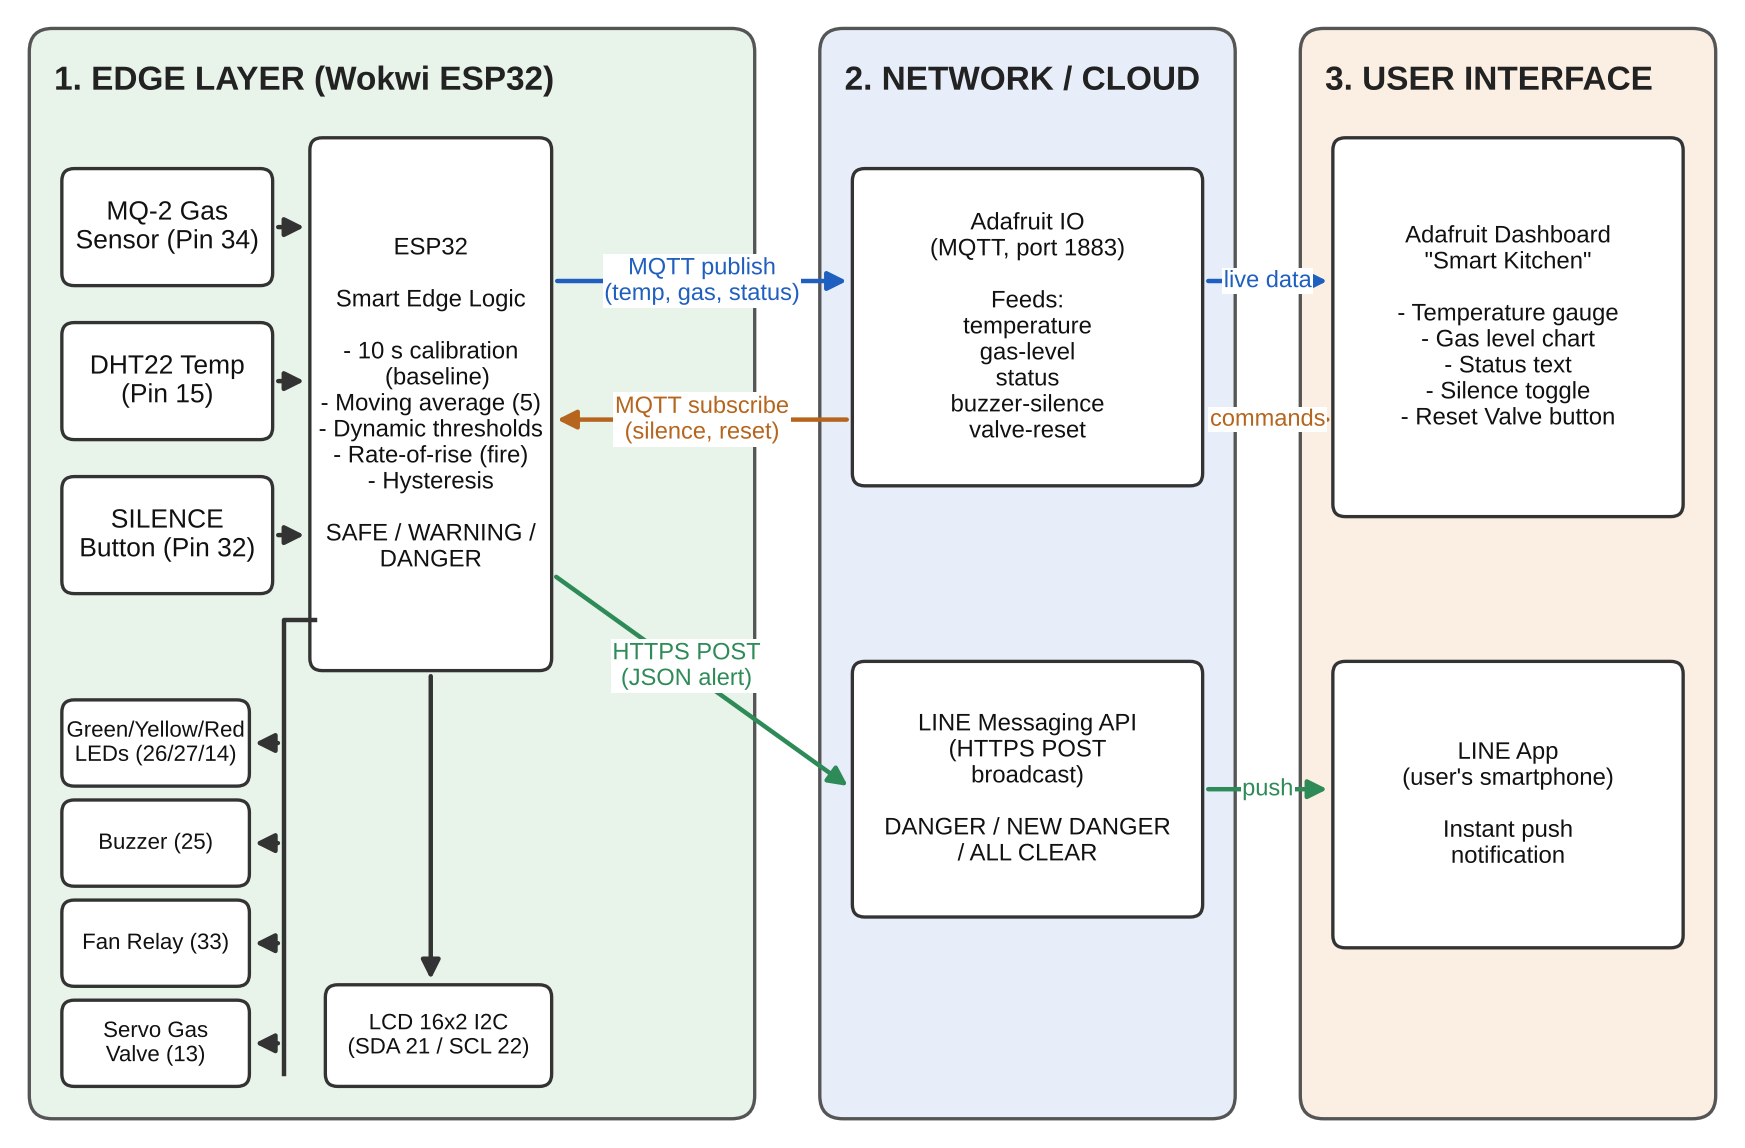 1. EDGE LAYER (Wokwi ESP32)
MQ-2 Gas
Sensor (Pin 34)
DHT22 Temp
(Pin 15)
SILENCE
Button (Pin 32)
ESP32
Smart Edge Logic
- 10 s calibration
(baseline)
- Moving average (5)
- Dynamic thresholds
- Rate-of-rise (fire)
- Hysteresis
SAFE / WARNING /
DANGER
Green/Yellow/Red
LEDs (26/27/14)
Buzzer (25)
Fan Relay (33)
Servo Gas
Valve (13)
LCD 16x2 I2C
(SDA 21 / SCL 22)
MQTT publish
(temp, gas, status)
MQTT subscribe
(silence, reset)
HTTPS POST
(JSON alert)
2. NETWORK / CLOUD
Adafruit IO
(MQTT, port 1883)
Feeds:
temperature
gas-level
status
buzzer-silence
valve-reset
LINE Messaging API
(HTTPS POST
broadcast)
DANGER / NEW DANGER
/ ALL CLEAR
live data
commands
push
3. USER INTERFACE
Adafruit Dashboard
"Smart Kitchen"
- Temperature gauge
- Gas level chart
- Status text
- Silence toggle
- Reset Valve button
LINE App
(user's smartphone)
Instant push
notification